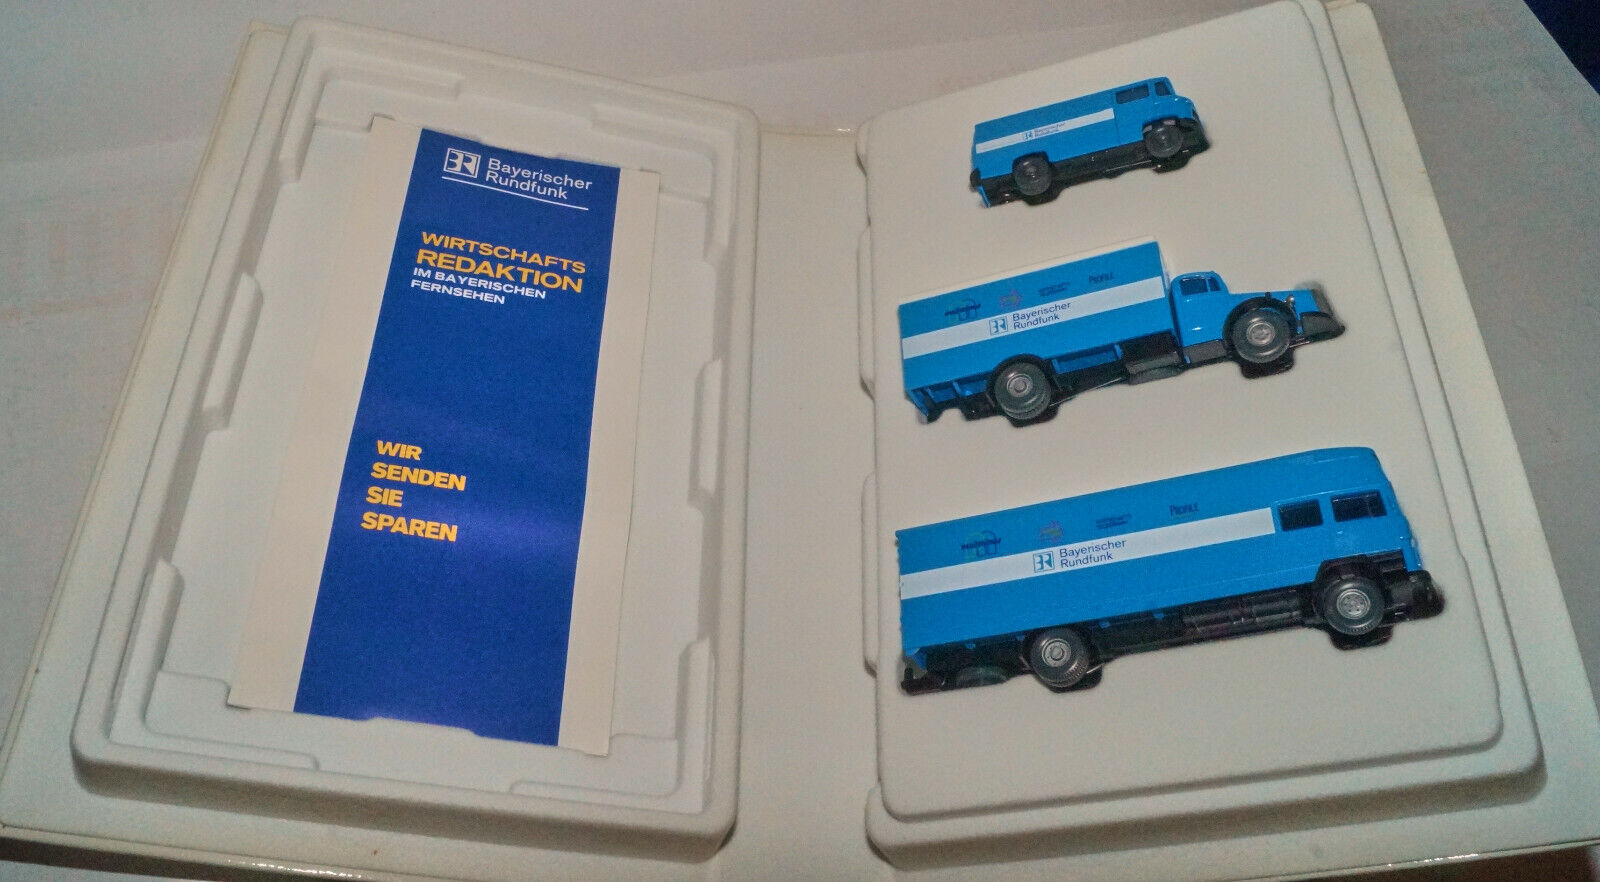 BR Bayerischer
Rundfunk
WIRTSCHAFTS
REDAKTION
IM BAYERISCHEN
FERNSEHEN
WIR
SENDEN
SIE
SPAREN
Bayerischer
Rundfunk
PROFILE
BR Bayerischer
Rundfunk
PROFILE
BR Bayerischer
Rundfunk